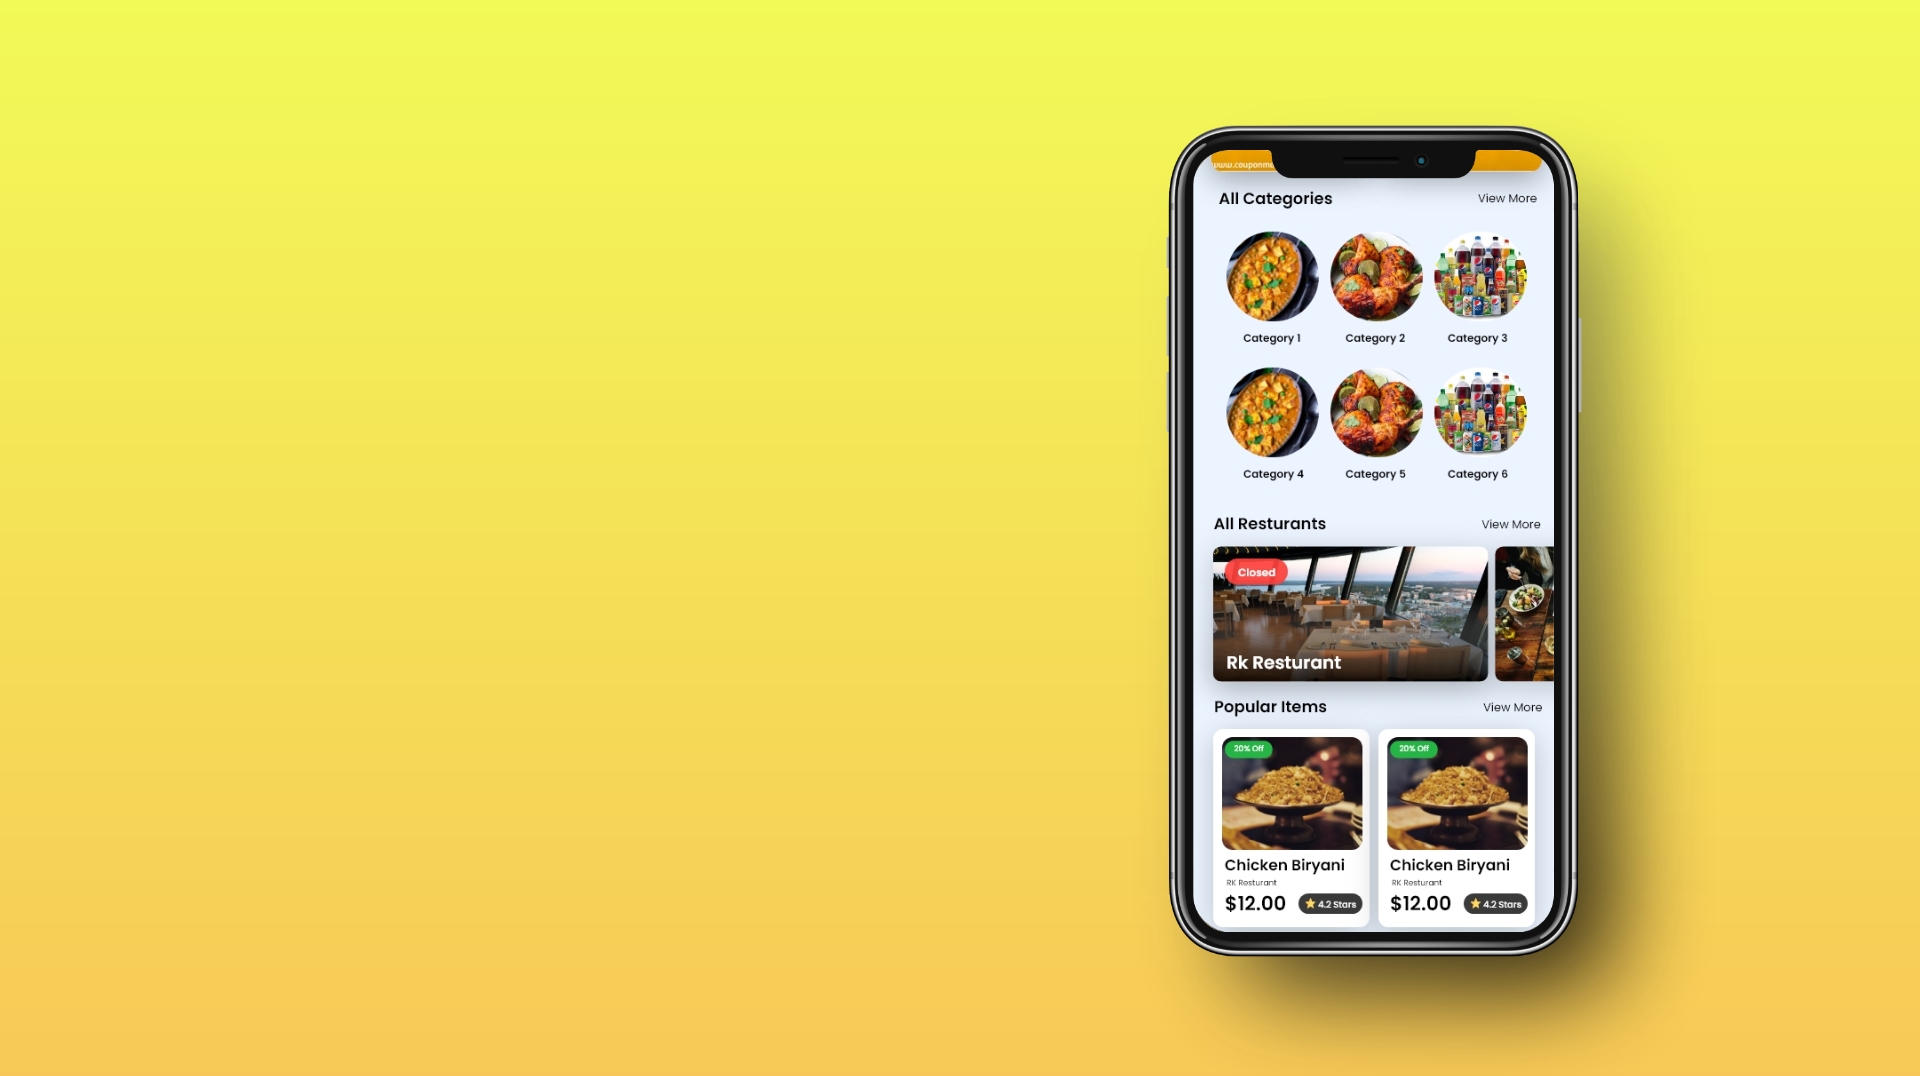 www.couponm
All Categories View More
Category 1 Category 2 Category 3
Category 4 Category 5 Category 6
All Resturants View More
Closed
Rk Resturant
Popular Items View More
20% Off 20% Off
Chicken Biryani Chicken Biryani
RK Resturant RK Resturant
$12.00 4.2 Stars $12.00 4.2 Stars